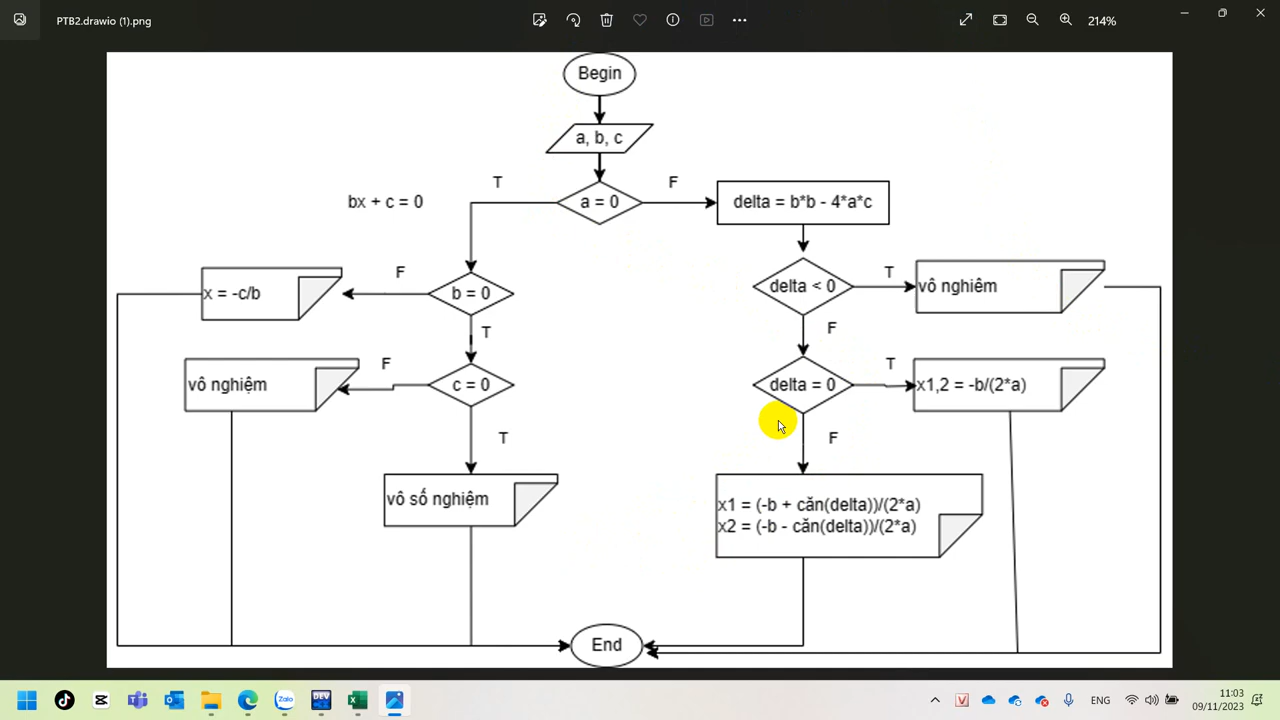 PTB2.drawio (1).png
214%
Begin
a, b, c
T
F
bx + c = 0
a = 0
delta = b*b - 4*a*c
F
T
x = -c/b
b = 0
delta < 0
vô nghiêm
T
F
F
T
vô nghiệm
c = 0
delta = 0
x1,2 = -b/(2*a)
T
F
vô số nghiệm
x1 = (-b + căn(delta))/(2*a)
x2 = (-b - căn(delta))/(2*a)
End
Zalo
DEV
V
ENG
11:03
09/11/2023